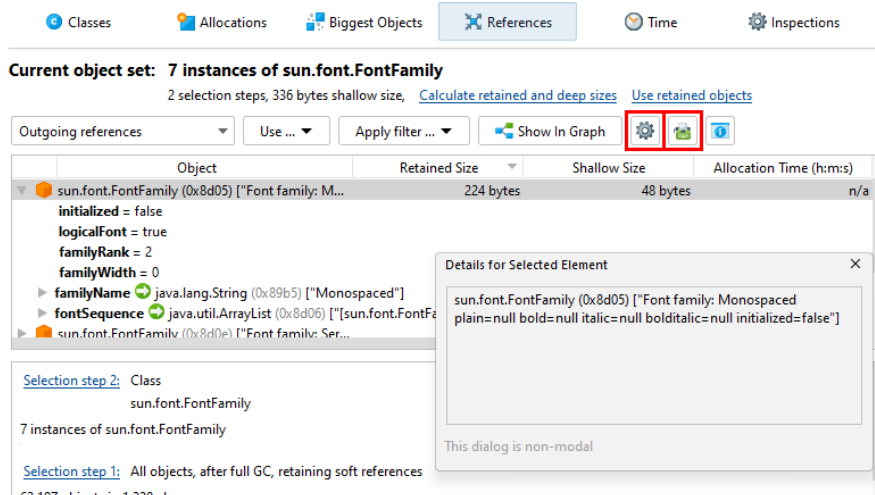 Classes Allocations Biggest Objects References Time Inspections
Current object set: 7 instances of sun.font.FontFamily
2 selection steps, 336 bytes shallow size, Calculate retained and deep sizes Use retained objects
Outgoing references Use ... Apply filter ... Show In Graph
Object Retained Size Shallow Size Allocation Time (h:m:s)
sun.font.FontFamily (0x8d05) ["Font family: M... 224 bytes 48 bytes n/a
initialized = false
logicalFont = true
familyRank = 2
familyWidth = 0
familyName java.lang.String (0x89b5) ["Monospaced"]
fontSequence java.util.ArrayList (0x8d06) ["[sun.font.FontFa
sun.font.FontFamily (0x8d0e) ["Font family: Ser...
Details for Selected Element
sun.font.FontFamily (0x8d05) ["Font family: Monospaced
plain=null bold=null italic=null bolditalic=null initialized=false"]
This dialog is non-modal
Selection step 2: Class
sun.font.FontFamily
7 instances of sun.font.FontFamily
Selection step 1: All objects, after full GC, retaining soft references